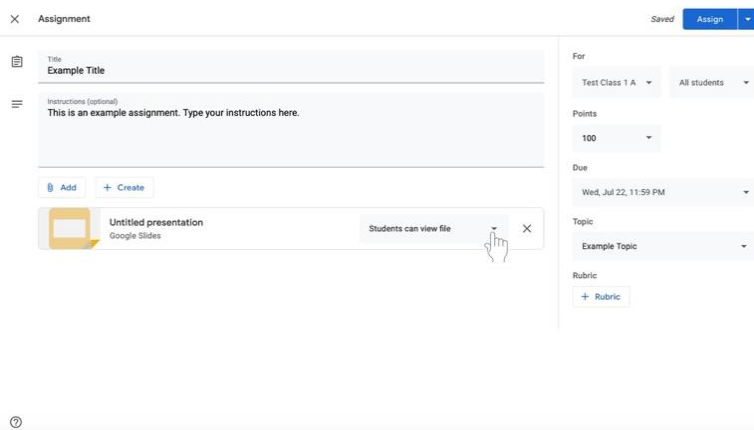 Assignment
Saved
Assign
Title
Example Title
Instructions (optional)
This is an example assignment. Type your instructions here.
Add
+ Create
Untitled presentation
Google Slides
Students can view file
For
Test Class 1 A
All students
Points
100
Due
Wed, Jul 22, 11:59 PM
Topic
Example Topic
Rubric
+ Rubric